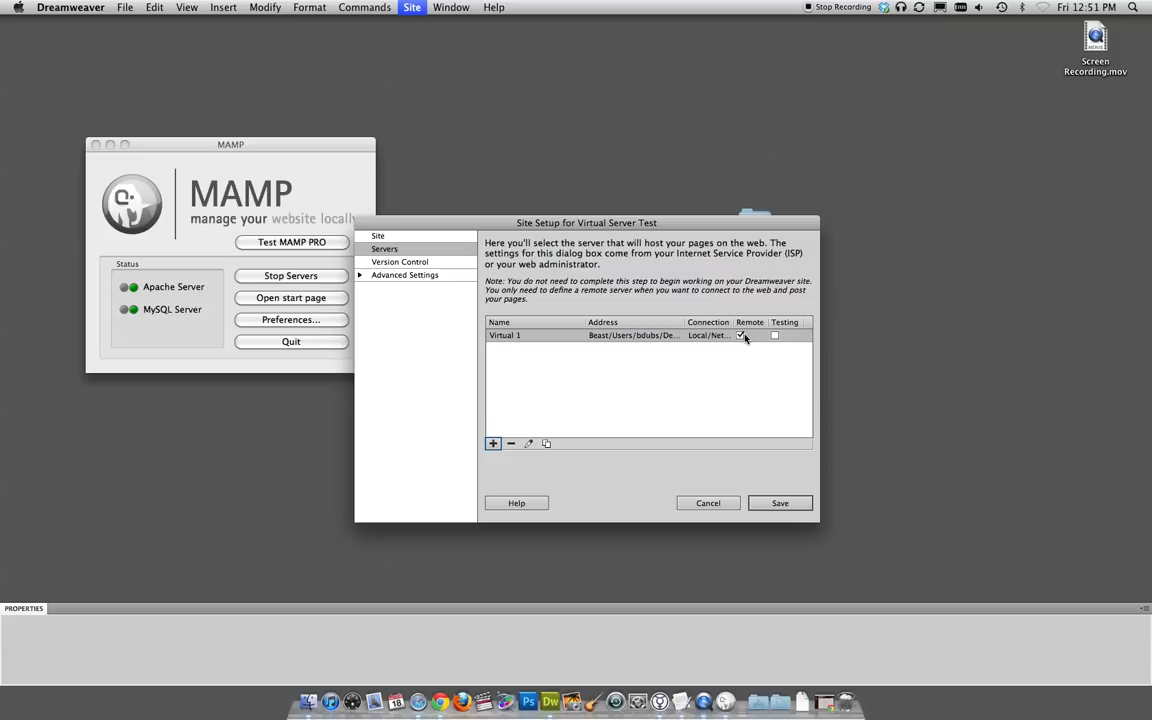 Dreamweaver File Edit View Insert Modify Format Commands Site Window Help Stop Recording Fri 12:51 PM
Screen
Recording.mov
MAMP
MAMP
manage your website locally
Test MAMP PRO
Status
Apache Server
MySQL Server
Stop Servers
Open start page
Preferences...
Quit
Site Setup for Virtual Server Test
Site
Servers
Version Control
Advanced Settings
Here you'll select the server that will host your pages on the web. The
settings for this dialog box come from your Internet Service Provider (ISP)
or your web administrator.
Note: You do not need to complete this step to begin working on your Dreamweaver site.
You only need to define a remote server when you want to connect to the web and post
your pages.
Name Address Connection Remote Testing
Virtual 1 Beast/Users/bdubs/De... Local/Net...
Help Cancel Save
PROPERTIES
18
Ps
Dw